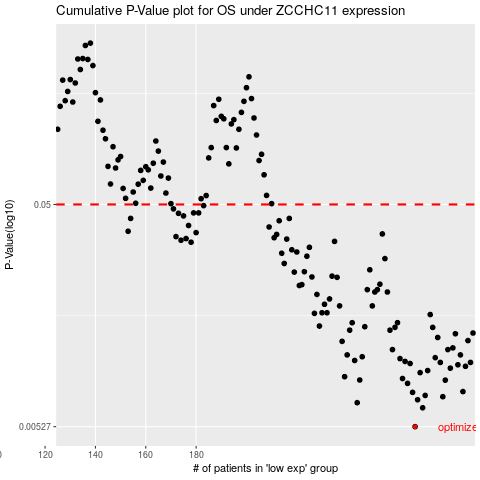 Cumulative P-Value plot for OS under ZCCHC11 expression
P-Value(log10)
0.05
0.00527
optimize
0 120 140 160 180
# of patients in 'low exp' group